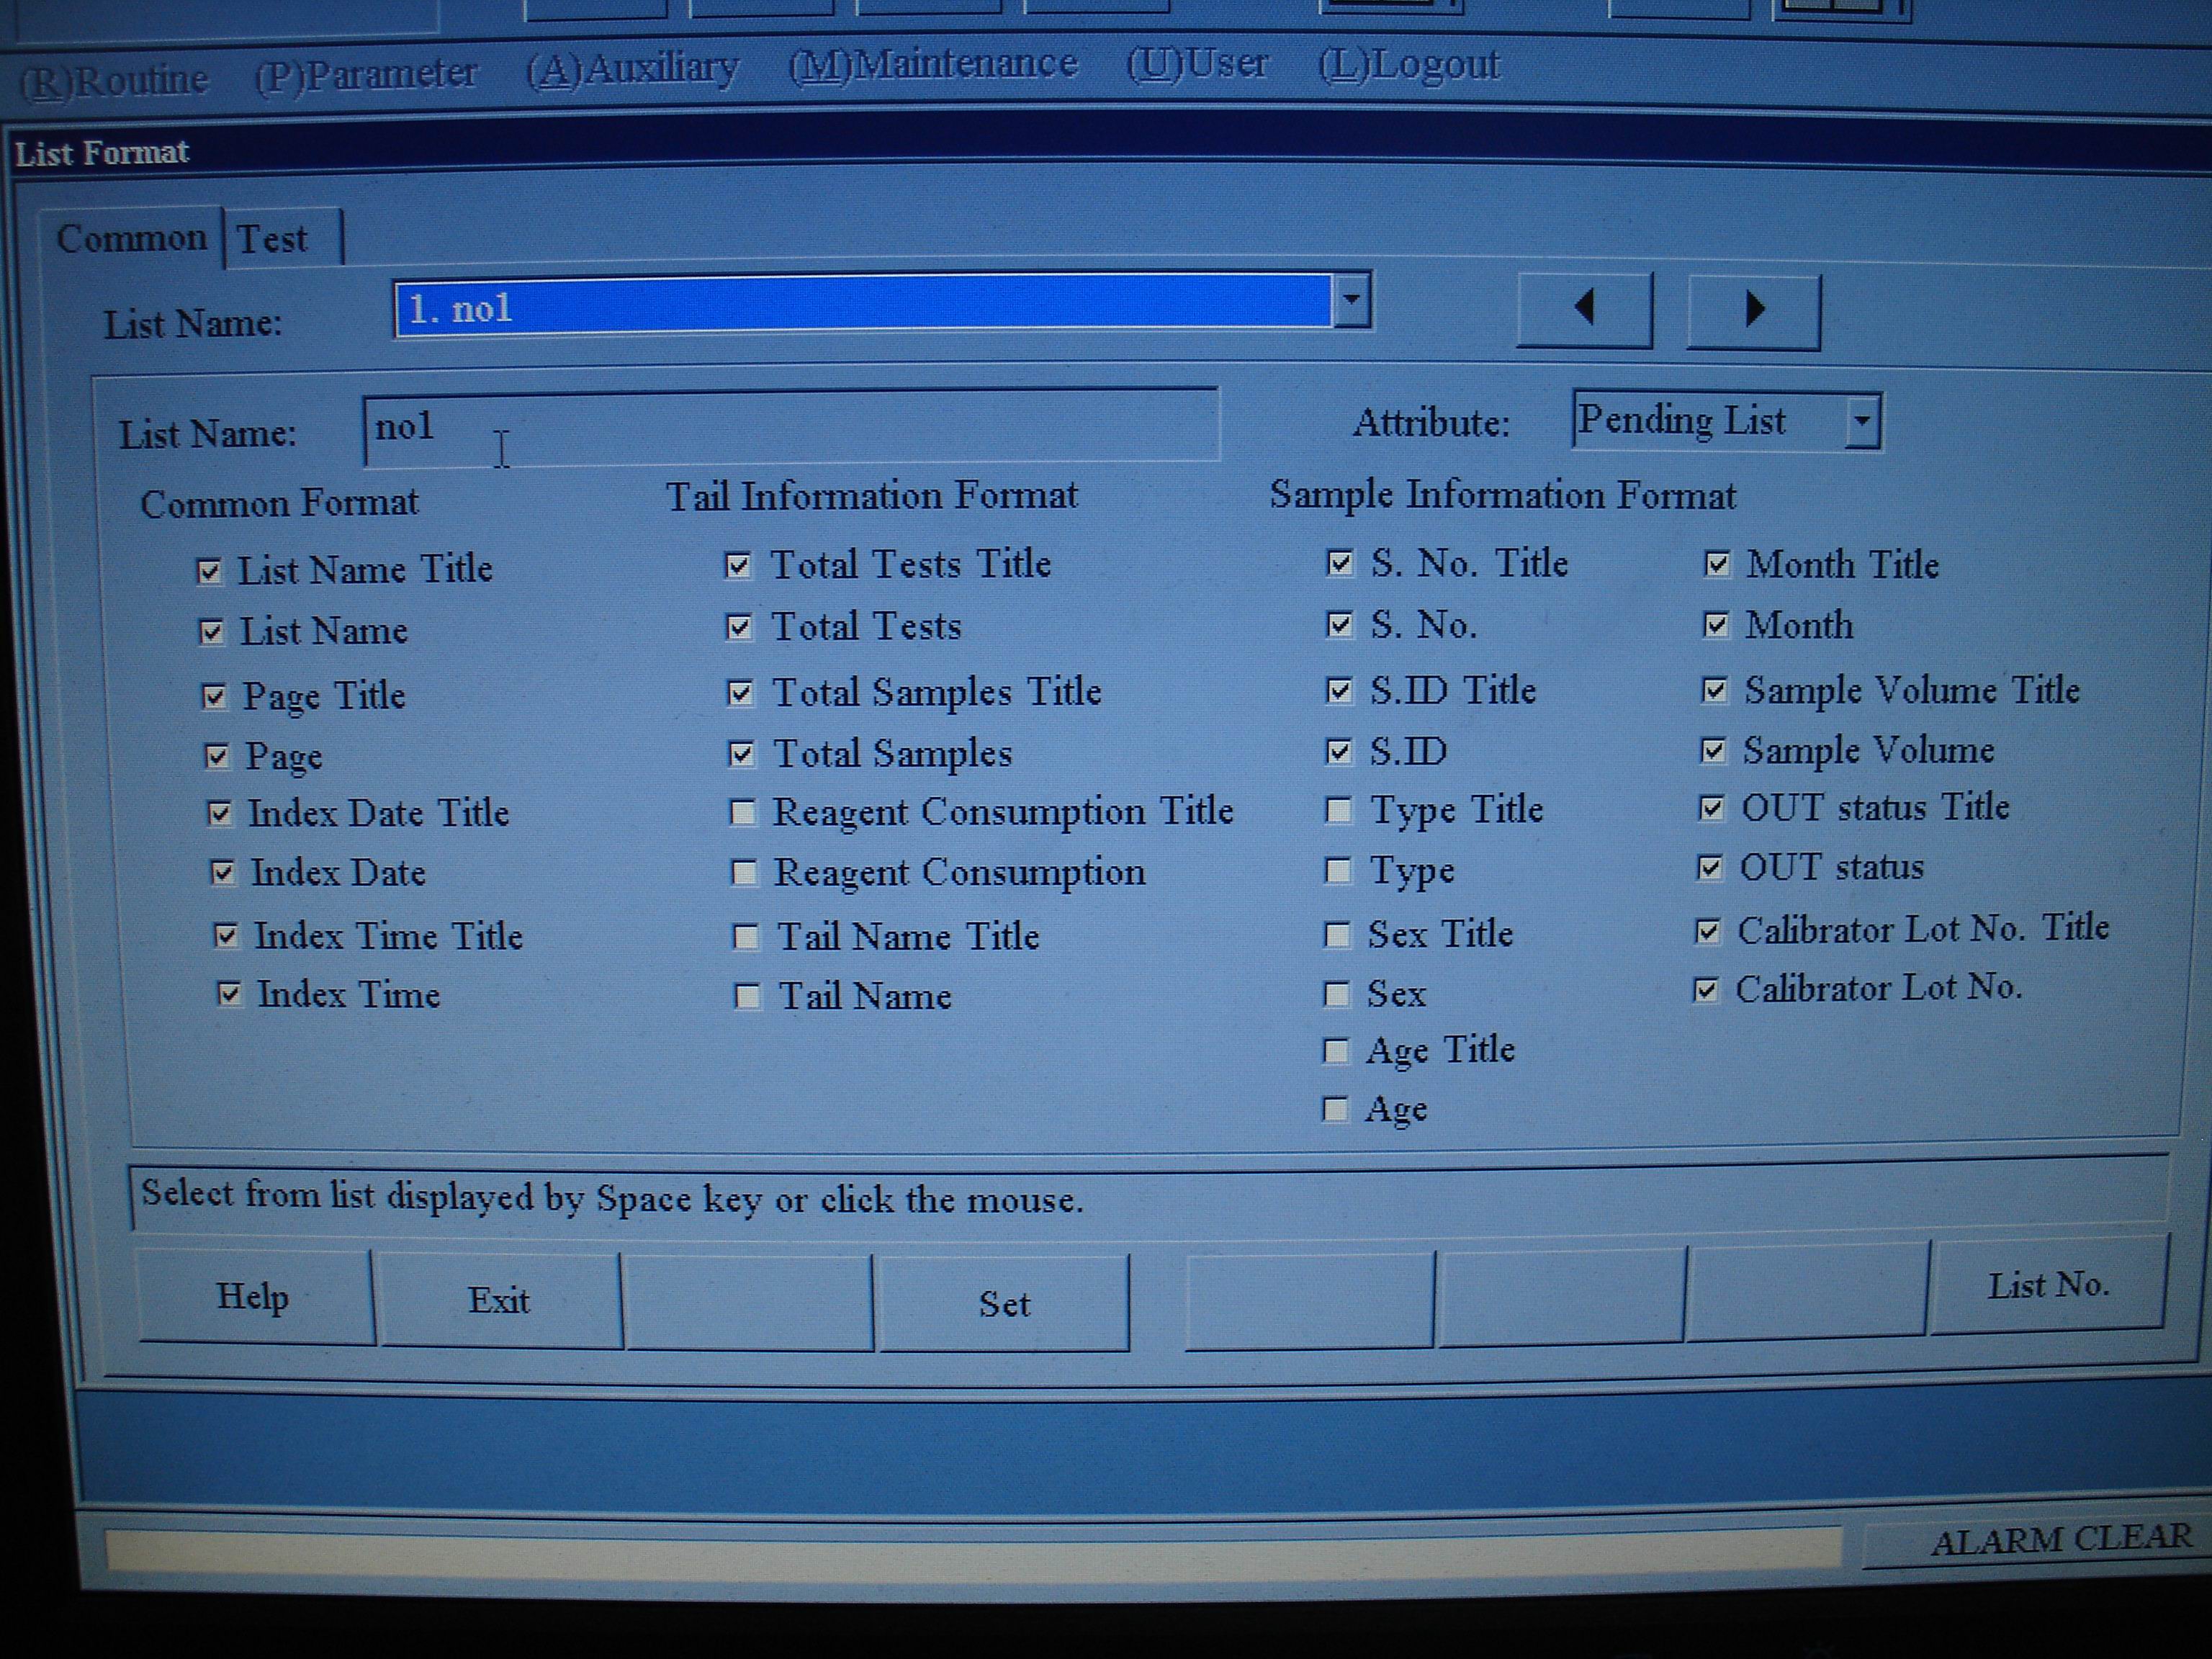 (R)Routine (P)Parameter (A)Auxiliary (M)Maintenance (U)User (L)Logout
List Format
Common Test
List Name: 1. no1
List Name: no1 Attribute: Pending List
Common Format Tail Information Format Sample Information Format
List Name Title Total Tests Title S. No. Title Month Title
List Name Total Tests S. No. Month
Page Title Total Samples Title S.ID Title Sample Volume Title
Page Total Samples S.ID Sample Volume
Index Date Title Reagent Consumption Title Type Title OUT status Title
Index Date Reagent Consumption Type OUT status
Index Time Title Tail Name Title Sex Title Calibrator Lot No. Title
Index Time Tail Name Sex Calibrator Lot No.
Age Title
Age
Select from list displayed by Space key or click the mouse.
Help Exit Set List No.
ALARM CLEAR